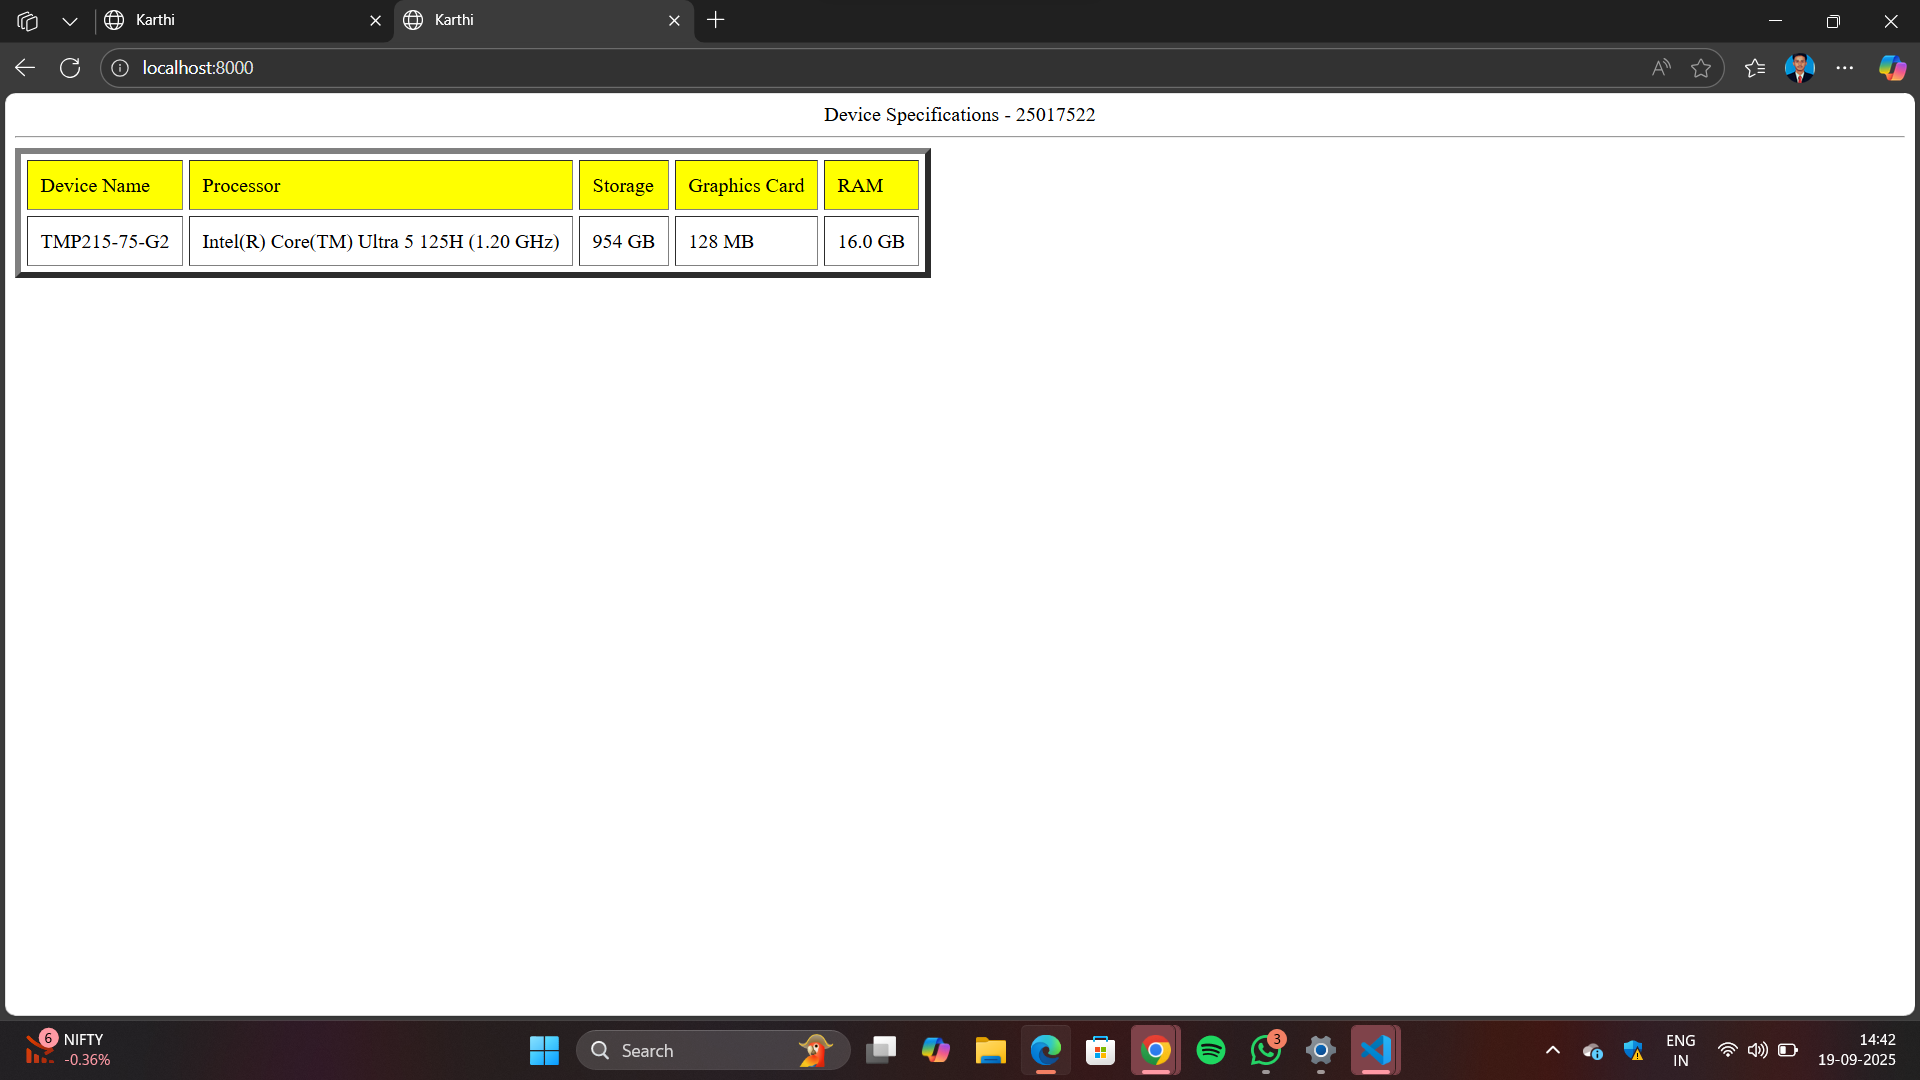 Karthi
Karthi
localhost:8000
Device Specifications - 25017522
Device Name Processor Storage Graphics Card RAM
TMP215-75-G2 Intel(R) Core(TM) Ultra 5 125H (1.20 GHz) 954 GB 128 MB 16.0 GB
6 NIFTY
-0.36%
Search
3
ENG
IN
14:42
19-09-2025